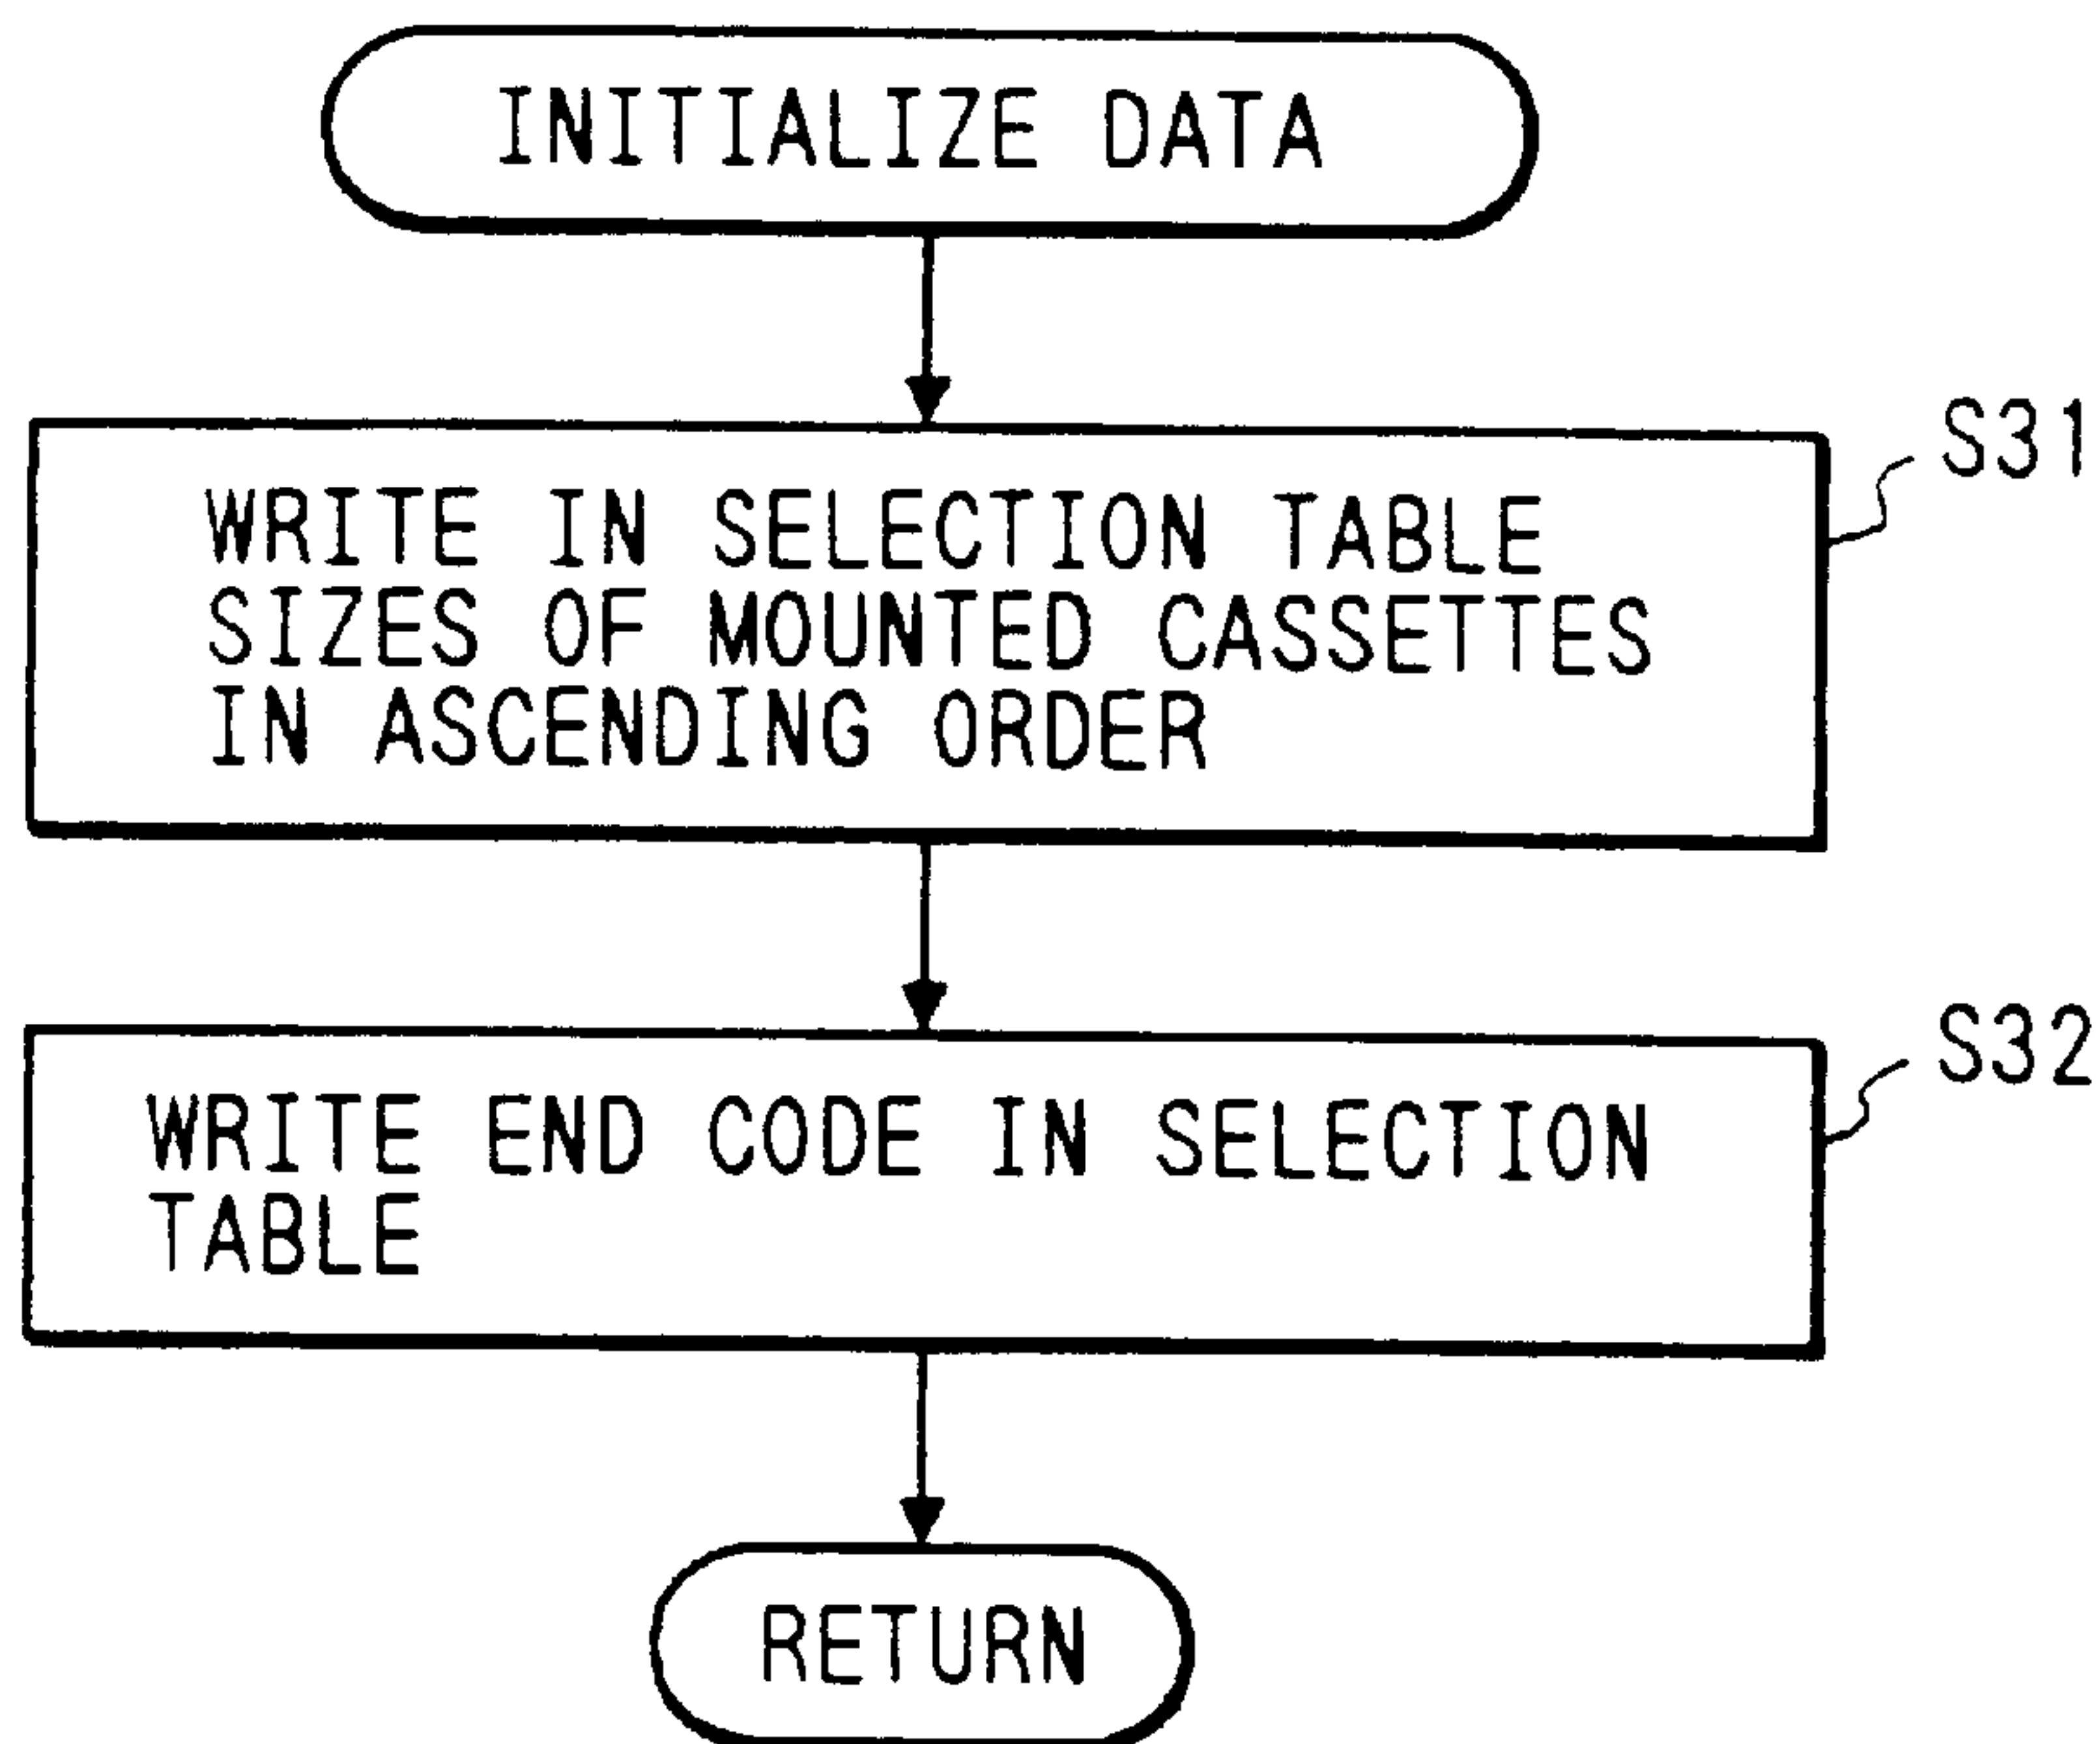 INITIALIZE DATA
S31
WRITE IN SELECTION TABLE
SIZES OF MOUNTED CASSETTES
IN ASCENDING ORDER
S32
WRITE END CODE IN SELECTION
TABLE
RETURN